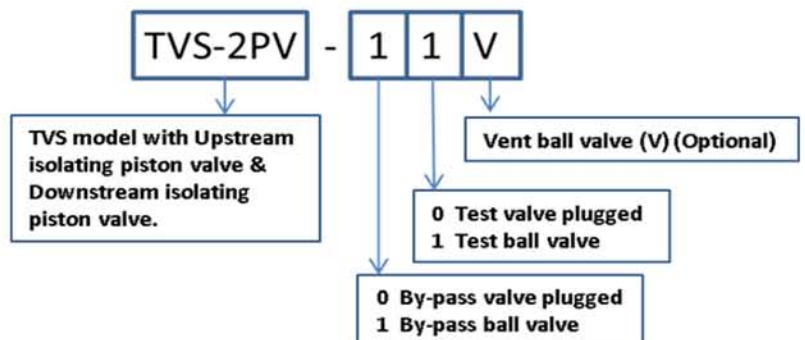 TVS-2PV - 1 1 V
TVS model with Upstream
isolating piston valve &
Downstream isolating
piston valve.
Vent ball valve (V) (Optional)
0 Test valve plugged
1 Test ball valve
0 By-pass valve plugged
1 By-pass ball valve